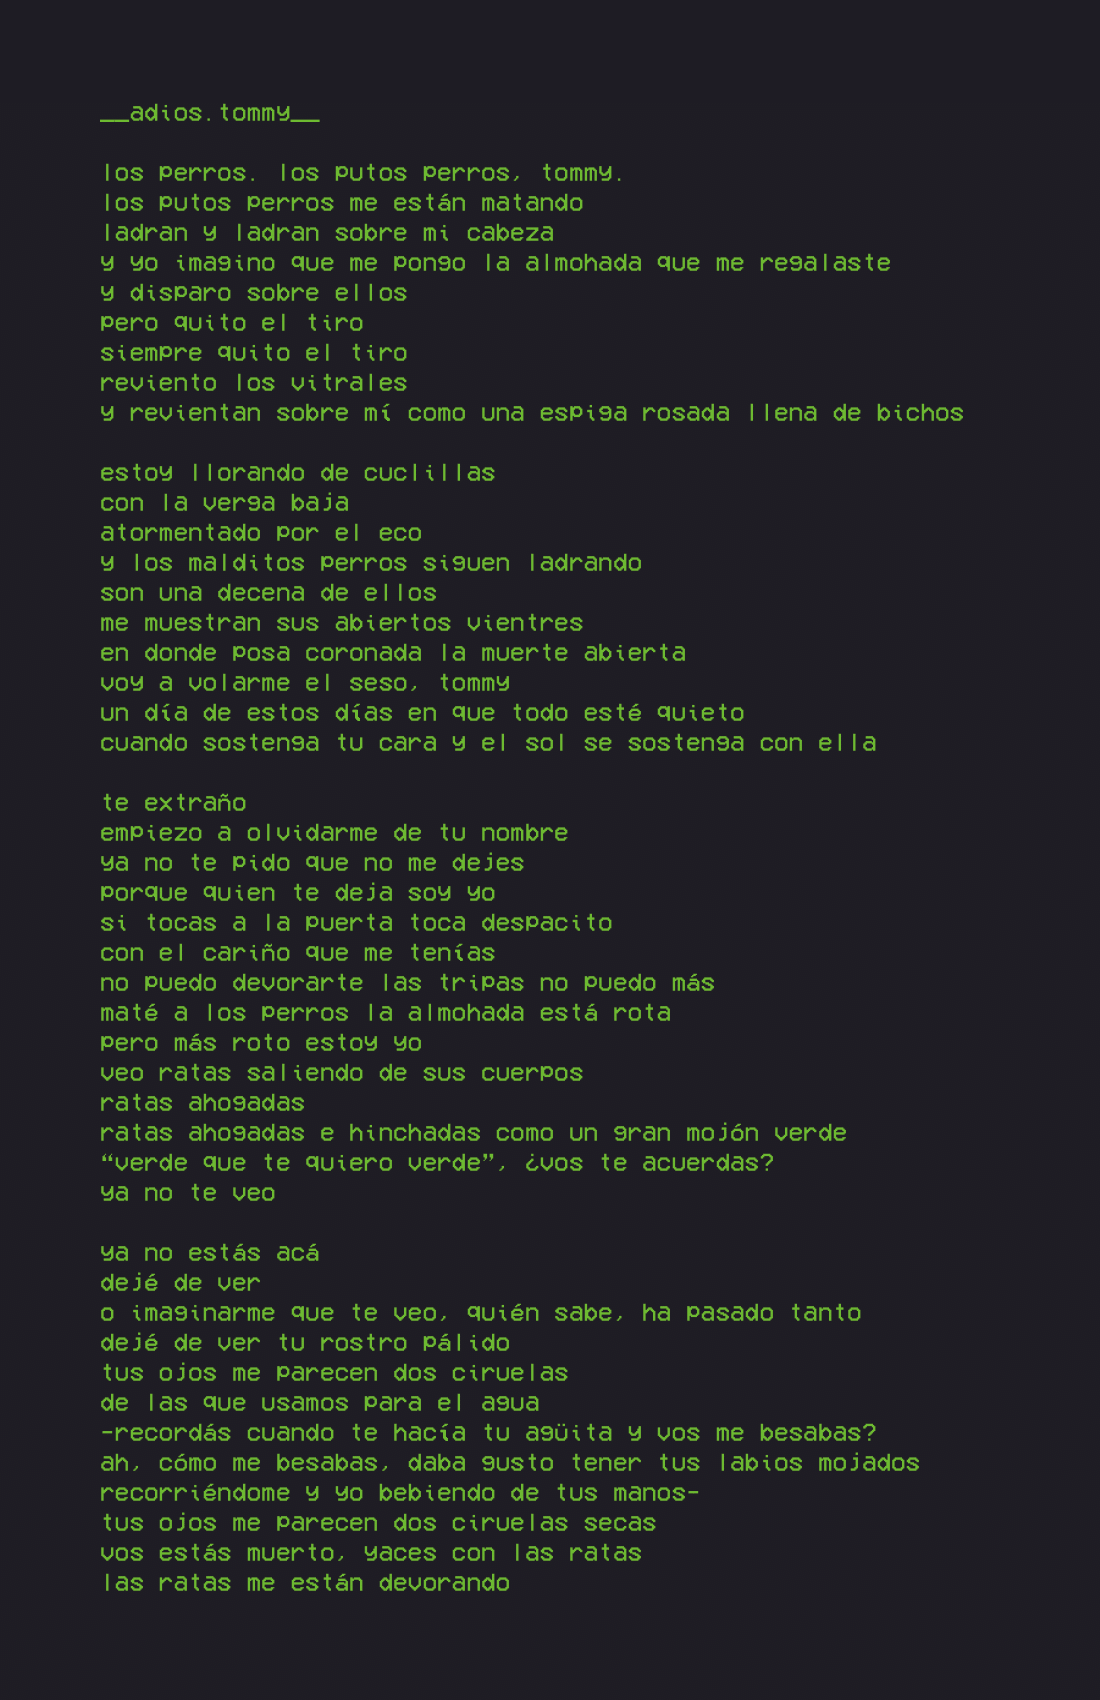 __adios.tommy__
los perros. los putos perros, tommy.
los putos perros me están matando
ladran y ladran sobre mi cabeza
y yo imagino que me pongo la almohada que me regalaste
y disparo sobre ellos
pero quito el tiro
siempre quito el tiro
reviento los vitrales
y revientan sobre mí como una espiga rosada llena de bichos
estoy llorando de cuclillas
con la verga baja
atormentado por el eco
y los malditos perros siguen ladrando
son una decena de ellos
me muestran sus abiertos vientres
en donde posa coronada la muerte abierta
voy a volarme el seso, tommy
un día de estos días en que todo esté quieto
cuando sostenga tu cara y el sol se sostenga con ella
te extraño
empiezo a olvidarme de tu nombre
ya no te pido que no me dejes
porque quien te deja soy yo
si tocas a la puerta toca despacito
con el cariño que me tenías
no puedo devorarte las tripas no puedo más
maté a los perros la almohada está rota
pero más roto estoy yo
veo ratas saliendo de sus cuerpos
ratas ahogadas
ratas ahogadas e hinchadas como un gran mojón verde
“verde que te quiero verde”, ¿vos te acuerdas?
ya no te veo
ya no estás acá
dejé de ver
o imaginarme que te veo, quién sabe, ha pasado tanto
dejé de ver tu rostro pálido
tus ojos me parecen dos ciruelas
de las que usamos para el agua
-recordás cuando te hacía tu agüita y vos me besabas?
ah, cómo me besabas, daba gusto tener tus labios mojados
recorriéndome y yo bebiendo de tus manos-
tus ojos me parecen dos ciruelas secas
vos estás muerto, yaces con las ratas
las ratas me están devorando